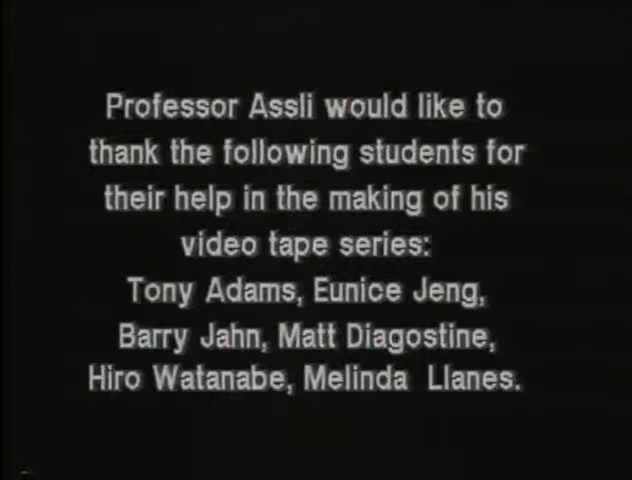 Professor Assli would like to
thank the following students for
their help in the making of his
video tape series:
Tony Adams, Eunice Jeng,
Barry Jahn, Matt Diagostine,
Hiro Watanabe, Melinda Llanes.